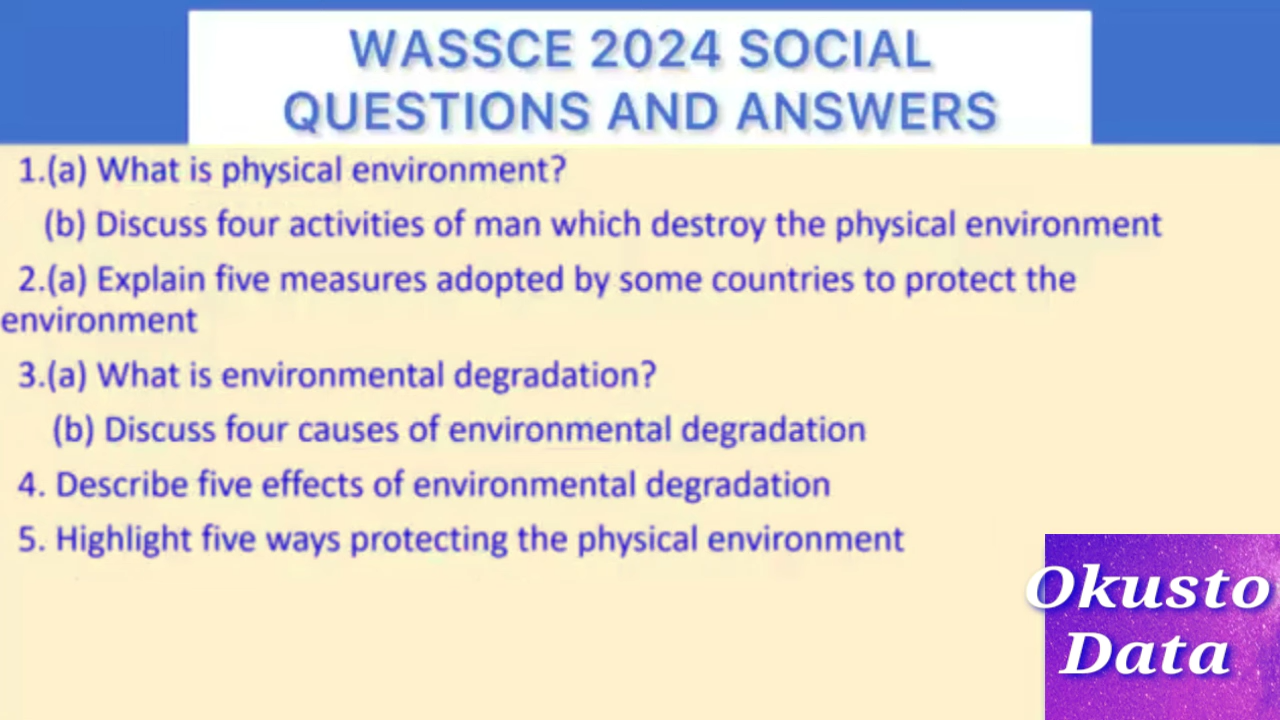 WASSCE 2024 SOCIAL
QUESTIONS AND ANSWERS
1.(a) What is physical environment?
(b) Discuss four activities of man which destroy the physical environment
2.(a) Explain five measures adopted by some countries to protect the
environment
3.(a) What is environmental degradation?
(b) Discuss four causes of environmental degradation
4. Describe five effects of environmental degradation
5. Highlight five ways protecting the physical environment
Okusto
Data